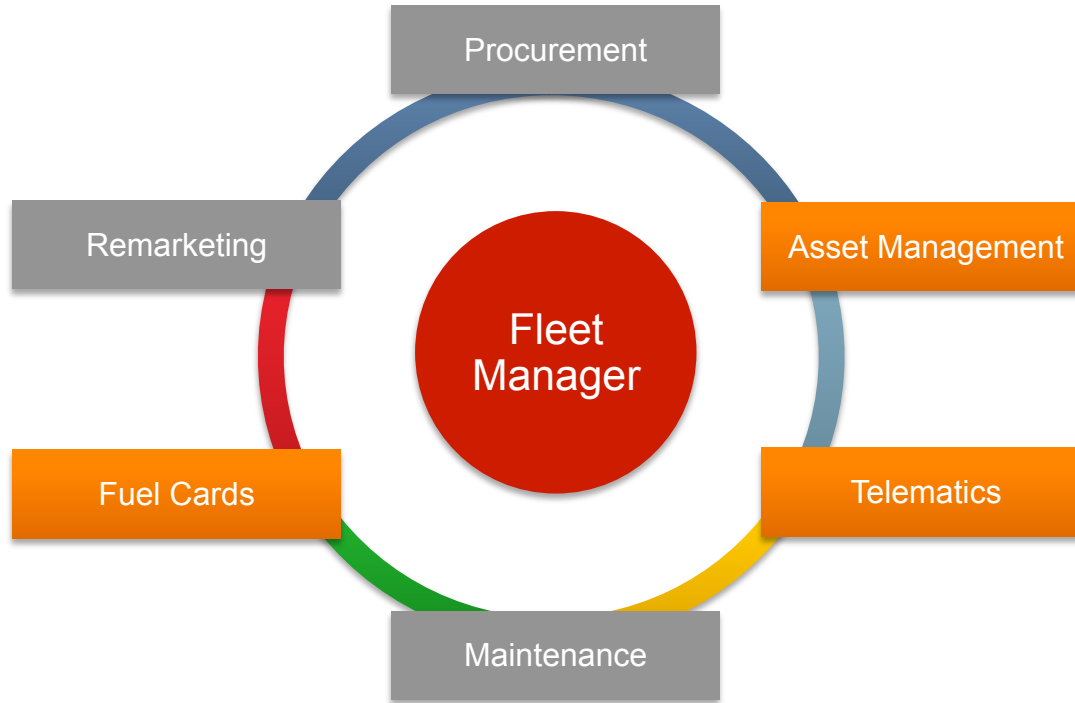 Procurement
Remarketing
Asset Management
Fleet
Manager
Fuel Cards
Telematics
Maintenance